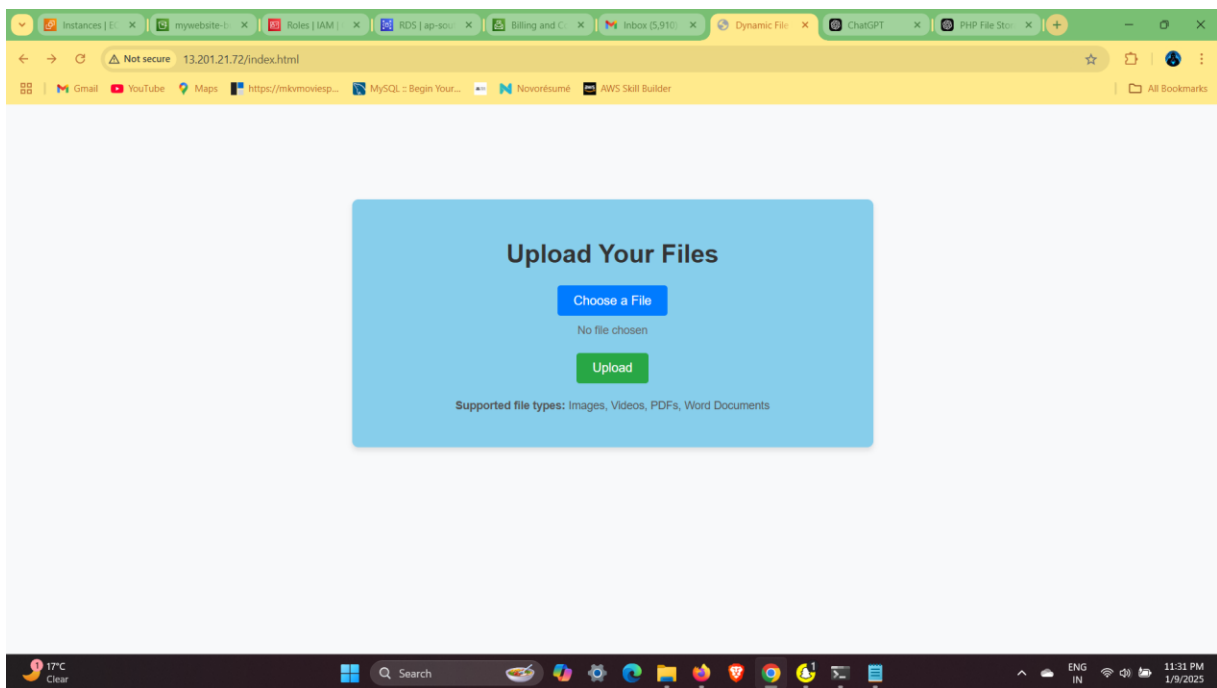 Instances | EC
mywebsite-b
Roles | IAM |
RDS | ap-sou
Billing and C
Inbox (5,910)
Dynamic File
ChatGPT
PHP File Stor
Not secure
13.201.21.72/index.html
Gmail
YouTube
Maps
https://mkvmoviesp...
MySQL :: Begin Your...
Novorésumé
AWS Skill Builder
All Bookmarks
Upload Your Files
Choose a File
No file chosen
Upload
Supported file types: Images, Videos, PDFs, Word Documents
1
17°C
Clear
Search
1
ENG
IN
11:31 PM
1/9/2025